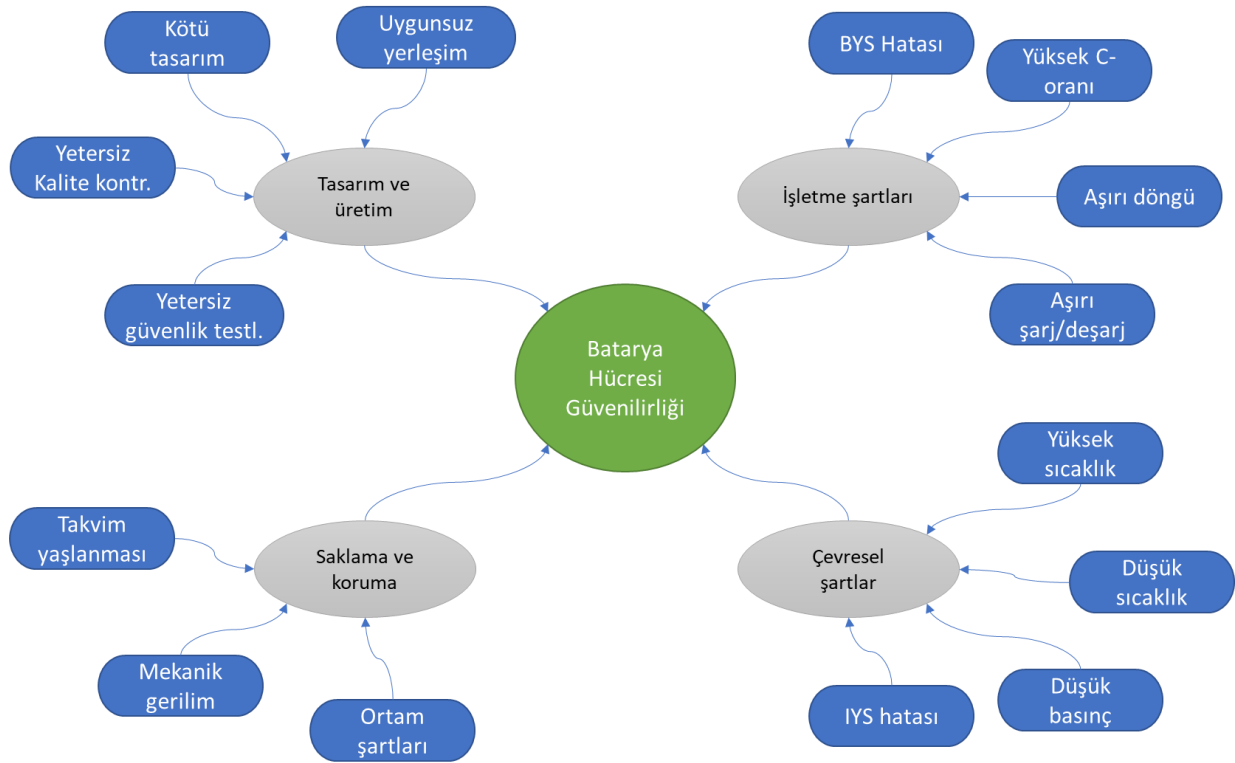 Kötü
tasarım
Uygunsuz
yerleşim
Yetersiz
Kalite kontr.
Tasarım ve
üretim
Yetersiz
güvenlik testl.
BYS Hatası
Yüksek C-
oranı
İşletme şartları
Aşırı döngü
Aşırı
şarj/deşarj
Batarya
Hücresi
Güvenilirliği
Takvim
yaşlanması
Saklama ve
koruma
Mekanik
gerilim
Ortam
şartları
Yüksek
sıcaklık
Çevresel
şartlar
Düşük
sıcaklık
IYS hatası
Düşük
basınç